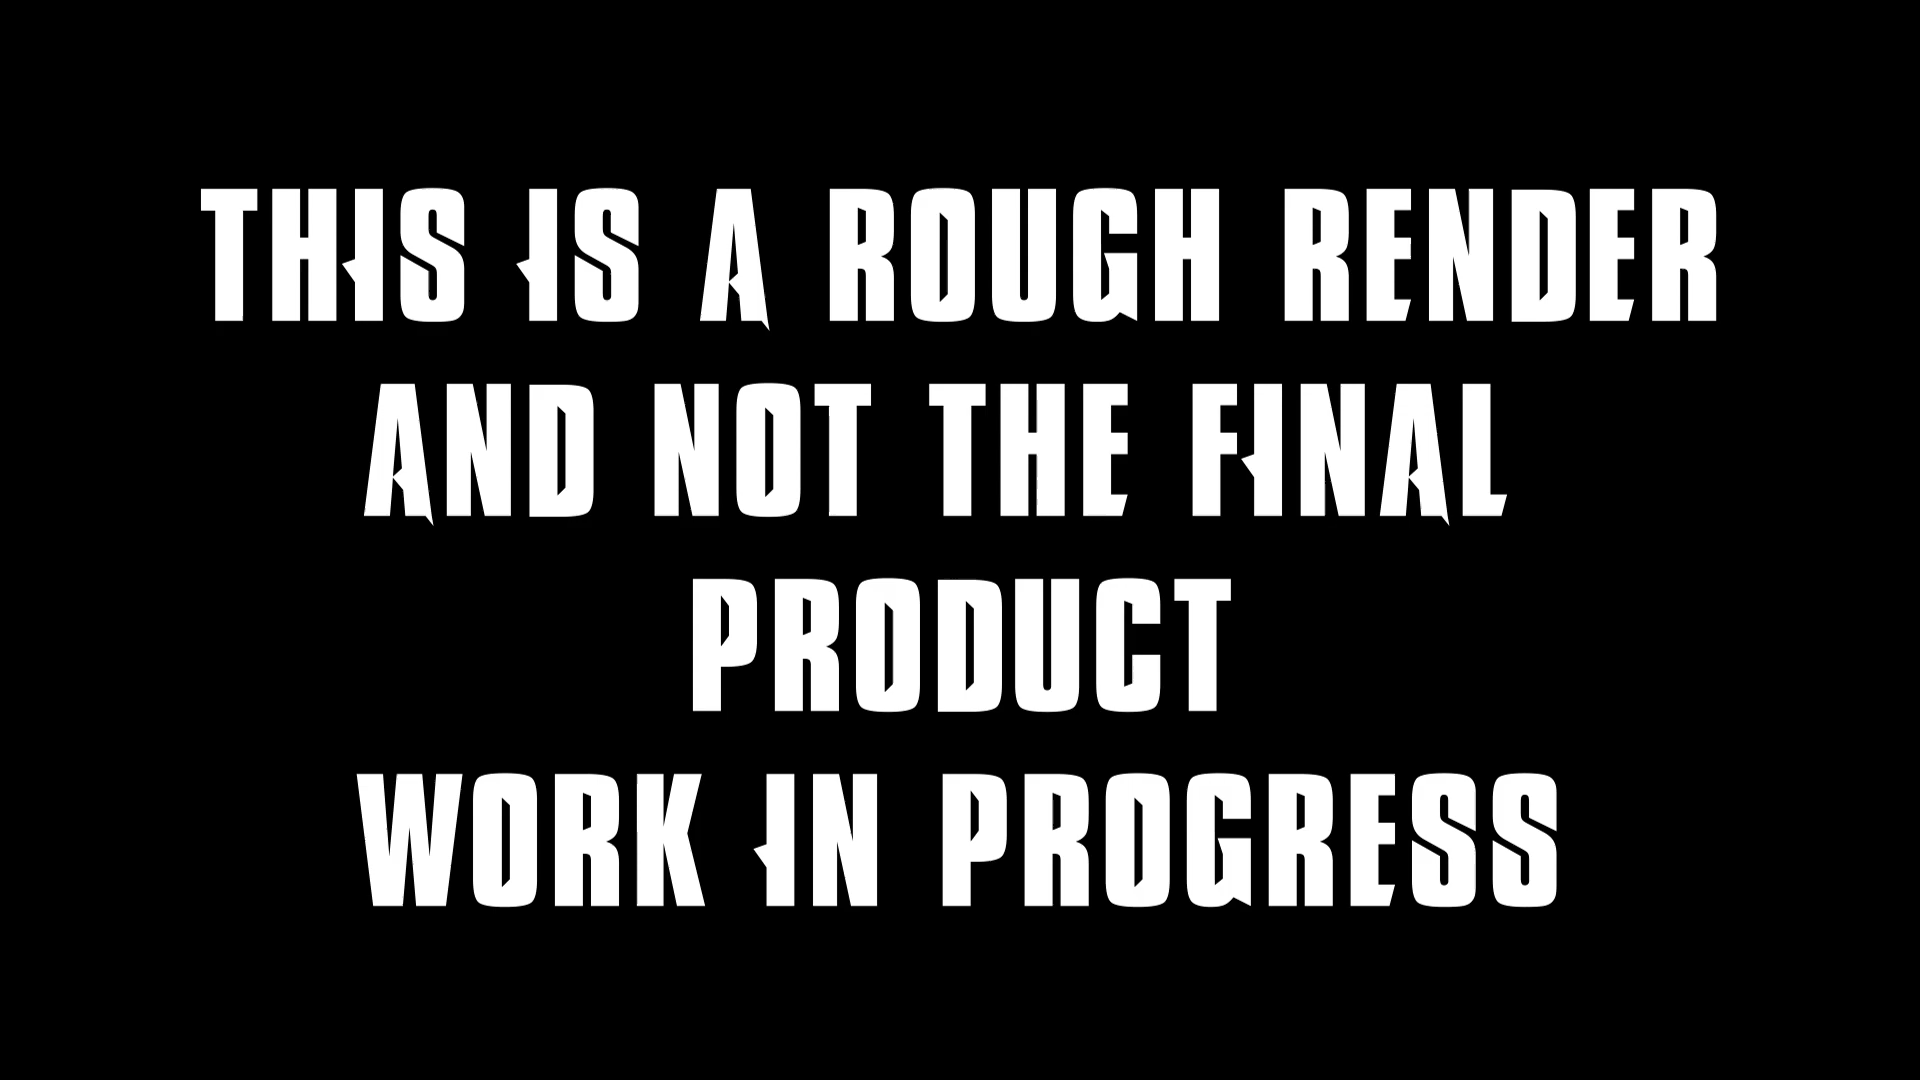 THIS IS A ROUGH RENDER
AND NOT THE FINAL
PRODUCT
WORK IN PROGRESS